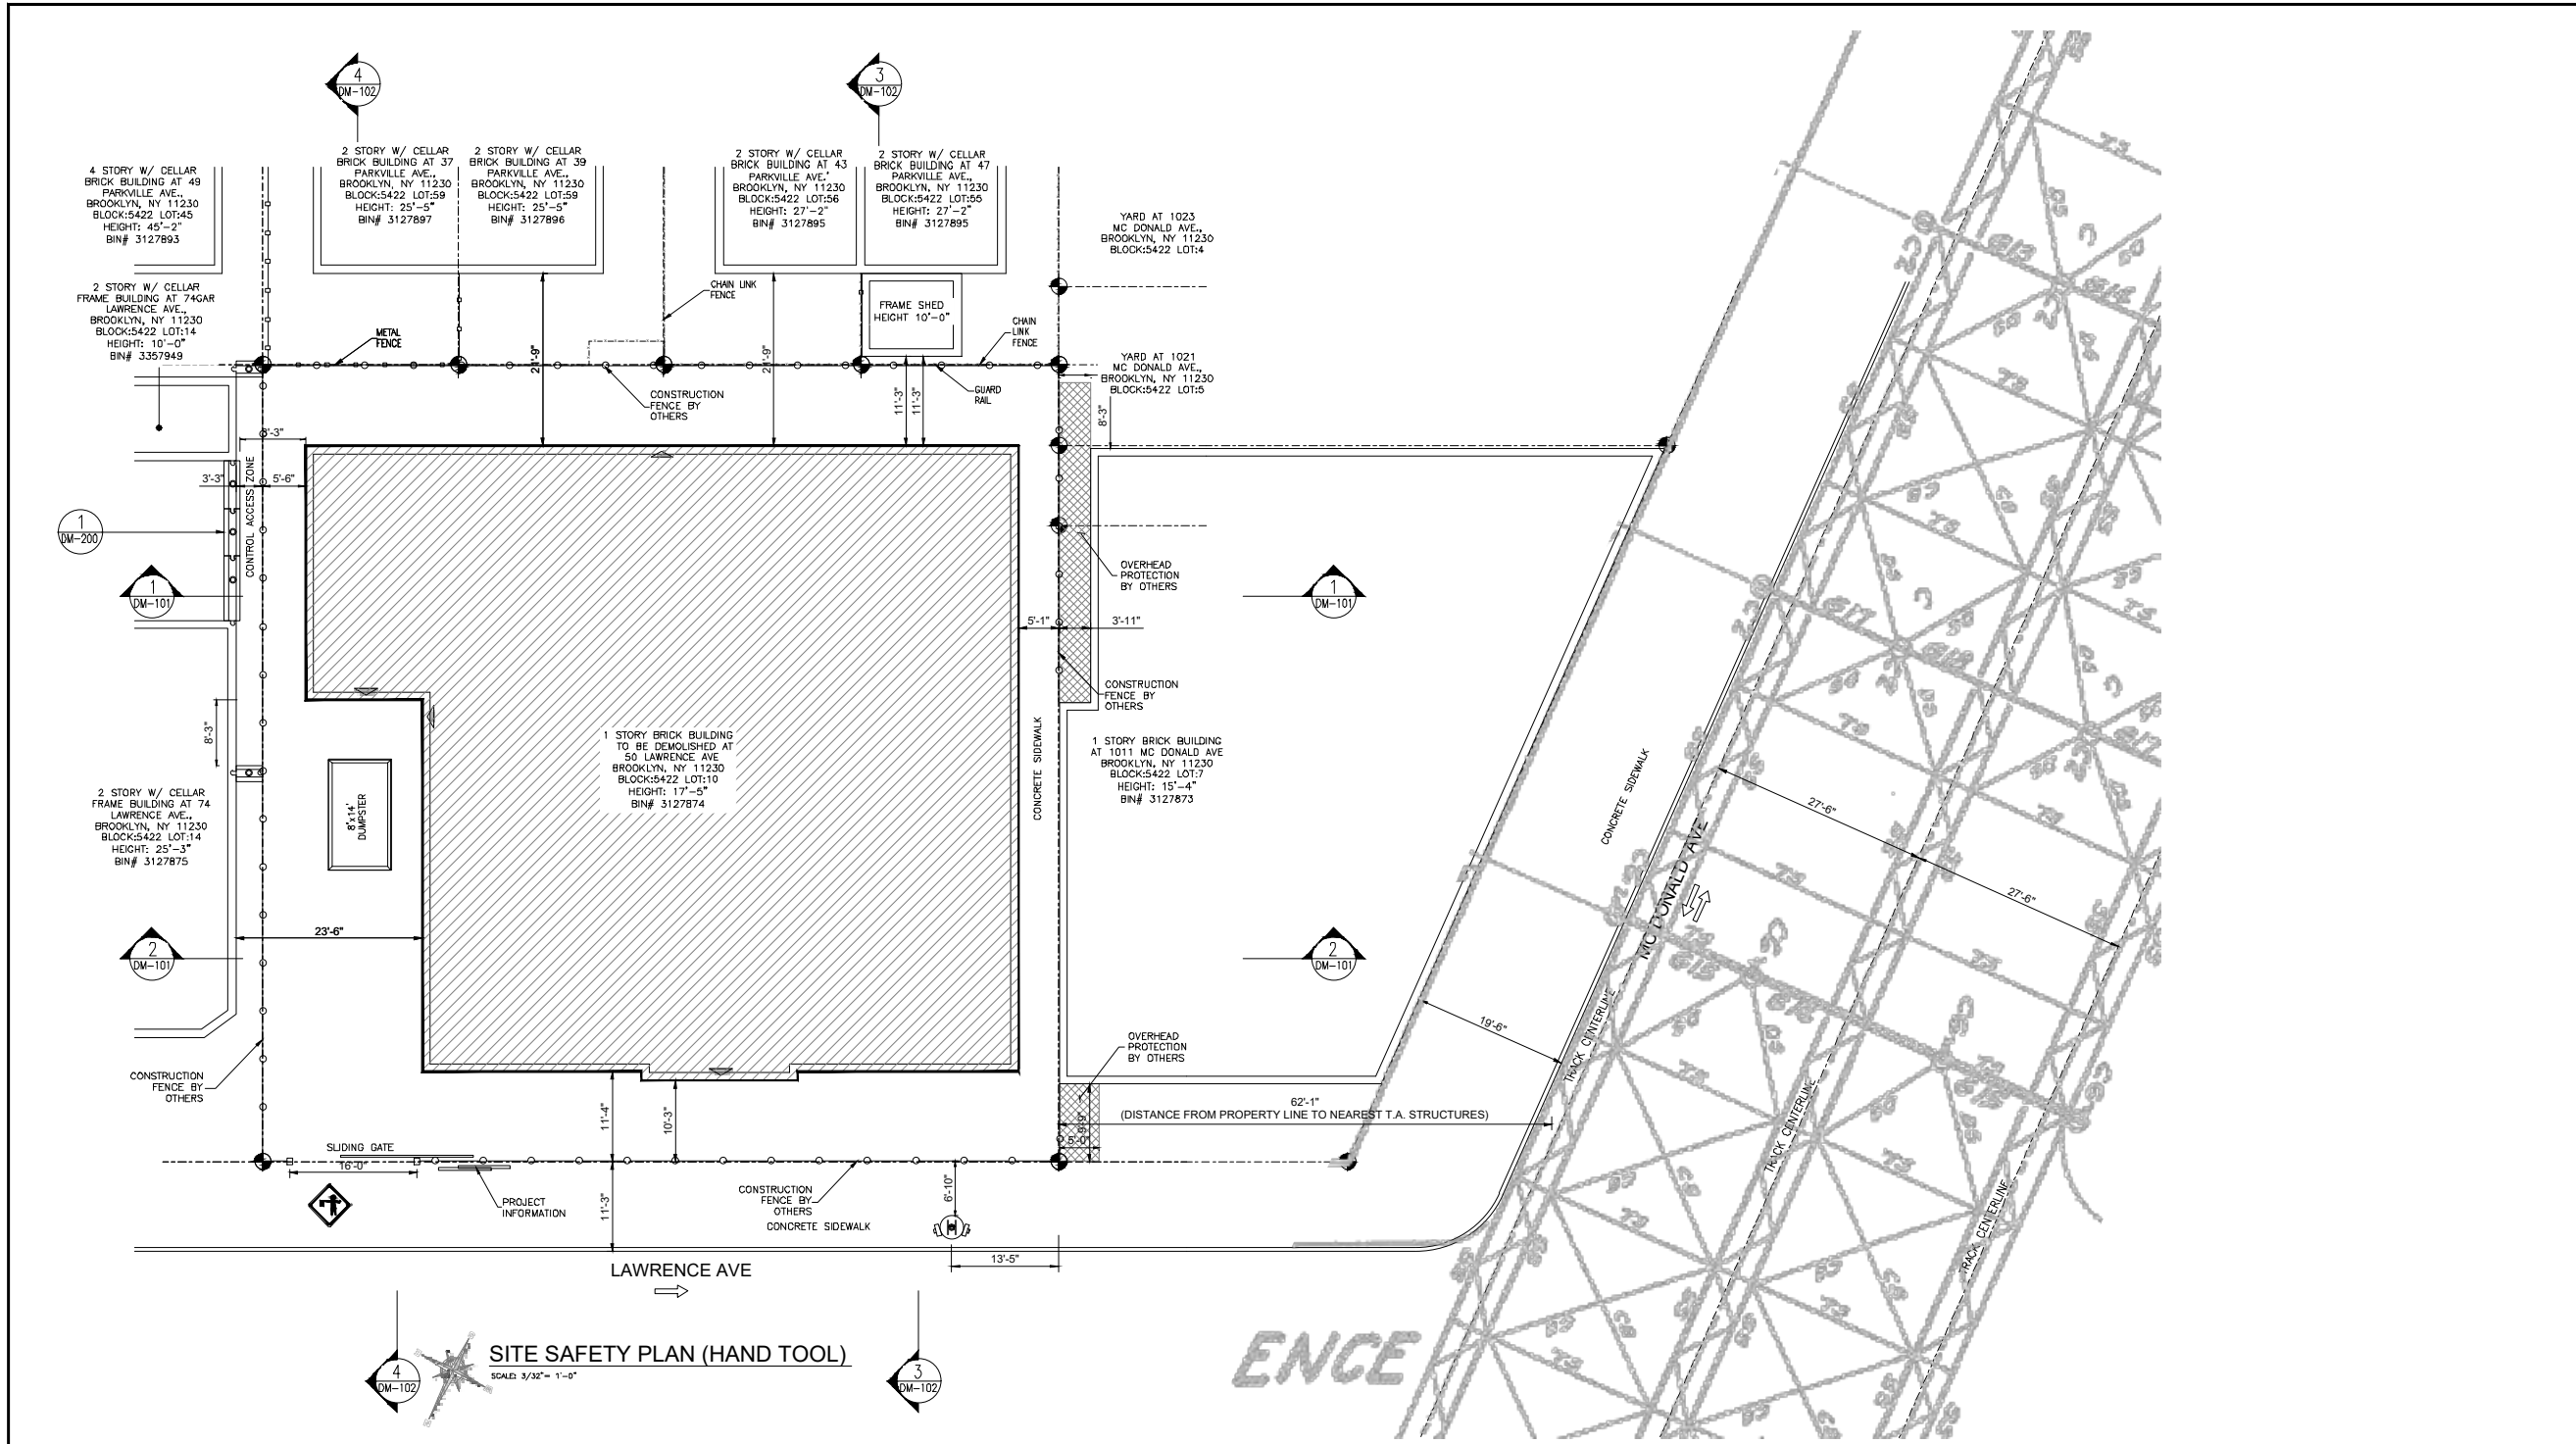 4
DM-102
3
DM-102
4 STORY W/ CELLAR
BRICK BUILDING AT 49
PARKVILLE AVE.,
BROOKLYN, NY 11230
BLOCK:5422 LOT:45
HEIGHT: 45'-2"
BIN# 3127893
2 STORY W/ CELLAR
BRICK BUILDING AT 37
PARKVILLE AVE.,
BROOKLYN, NY 11230
BLOCK:5422 LOT:59
HEIGHT: 25'-5"
BIN# 3127897
2 STORY W/ CELLAR
BRICK BUILDING AT 39
PARKVILLE AVE.,
BROOKLYN, NY 11230
BLOCK:5422 LOT:59
HEIGHT: 25'-5"
BIN# 3127896
2 STORY W/ CELLAR
BRICK BUILDING AT 43
PARKVILLE AVE.'
BROOKLYN, NY 11230
BLOCK:5422 LOT:56
HEIGHT: 27'-2"
BIN# 3127895
2 STORY W/ CELLAR
BRICK BUILDING AT 47
PARKVILLE AVE.,
BROOKLYN, NY 11230
BLOCK:5422 LOT:55
HEIGHT: 27'-2"
BIN# 3127895
YARD AT 1023
MC DONALD AVE.,
BROOKLYN, NY 11230
BLOCK:5422 LOT:4
2 STORY W/ CELLAR
FRAME BUILDING AT 74GAR
LAWRENCE AVE.,
BROOKLYN, NY 11230
BLOCK:5422 LOT:14
HEIGHT: 10'-0"
BIN# 3357949
METAL
FENCE
CHAIN LINK
FENCE
FRAME SHED
HEIGHT 10'-0"
CHAIN
LINK
FENCE
YARD AT 1021
MC DONALD AVE.,
BROOKLYN, NY 11230
BLOCK:5422 LOT:5
CONSTRUCTION
FENCE BY
OTHERS
GUARD
RAIL
11'-3"
11'-3"
8'-3"
3'-3"
5'-6"
CONTROL ACCESS ZONE
1
DM-200
1
DM-101
OVERHEAD
PROTECTION
BY OTHERS
1
DM-101
5'-1"
3'-11"
CONSTRUCTION
FENCE BY
OTHERS
8'-3"
1 STORY BRICK BUILDING
TO BE DEMOLISHED AT
50 LAWRENCE AVE
BROOKLYN, NY 11230
BLOCK:5422 LOT:10
HEIGHT: 17'-5"
BIN# 3127874
CONCRETE SIDEWALK
1 STORY BRICK BUILDING
AT 1011 MC DONALD AVE
BROOKLYN, NY 11230
BLOCK:5422 LOT:7
HEIGHT: 15'-4"
BIN# 3127873
CONCRETE SIDEWALK
27'-6"
27'-6"
8'x14'
DUMPSTER
2 STORY W/ CELLAR
FRAME BUILDING AT 74
LAWRENCE AVE.,
BROOKLYN, NY 11230
BLOCK:5422 LOT:14
HEIGHT: 25'-3"
BIN# 3127875
MC DONALD AVE
23'-6"
2
DM-101
2
DM-101
19'-6"
TRACK CENTERLINE
TRACK CENTERLINE
TRACK CENTERLINE
CONSTRUCTION
FENCE BY
OTHERS
OVERHEAD
PROTECTION
BY OTHERS
11'-4"
10'-3"
9'-9"
5'-0"
62'-1"
(DISTANCE FROM PROPERTY LINE TO NEAREST T.A. STRUCTURES)
SLIDING GATE
16'-0"
PROJECT
INFORMATION
11'-3"
CONSTRUCTION
FENCE BY
OTHERS
CONCRETE SIDEWALK
6'-10"
H
13'-5"
LAWRENCE AVE
4
DM-102
SITE SAFETY PLAN (HAND TOOL)
SCALE: 3/32"= 1'-0"
3
DM-102
ENCE